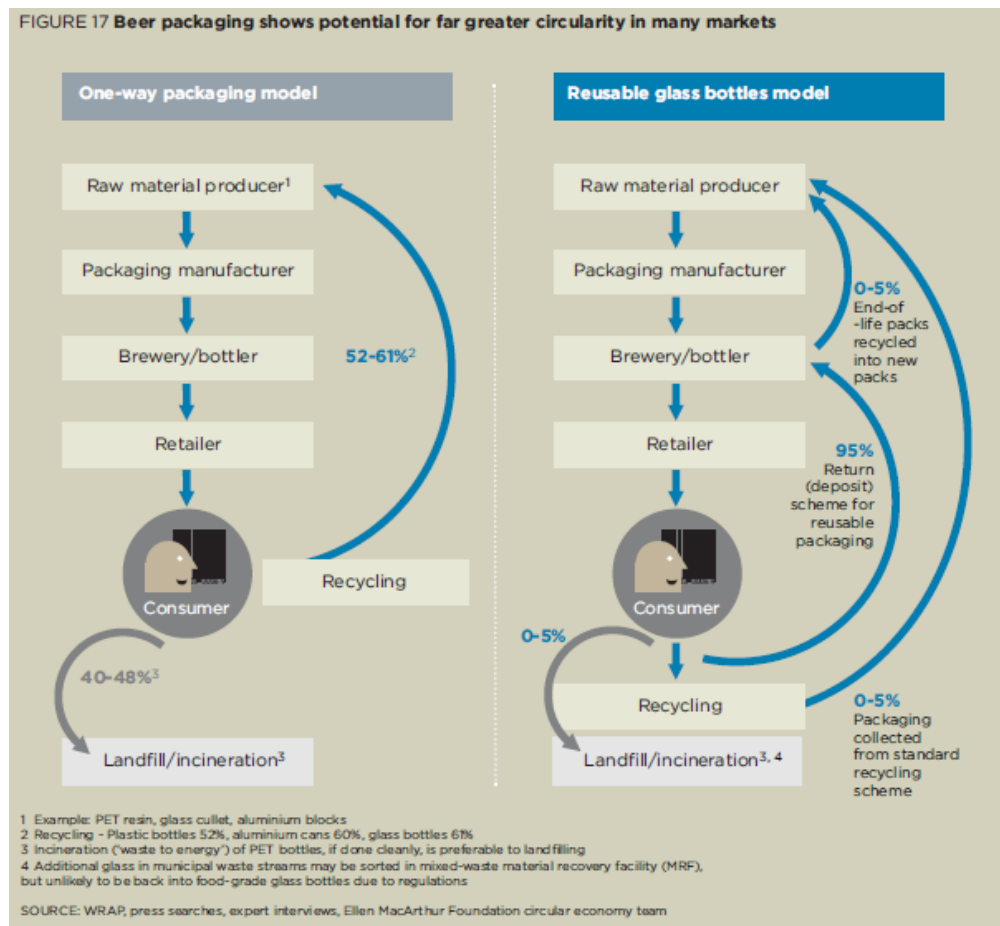 FIGURE 17 Beer packaging shows potential for far greater circularity in many markets
One-way packaging model
Raw material producer1
Packaging manufacturer
Brewery/bottler
52-61%2
Retailer
Consumer
Recycling
40-48%3
Landfill/incineration3
Reusable glass bottles model
Raw material producer
Packaging manufacturer
0-5%
End-of
-life packs
recycled
into new
packs
Brewery/bottler
Retailer
95%
Return
(deposit)
scheme for
reusable
packaging
Consumer
0-5%
Recycling
0-5%
Packaging
collected
from standard
recycling
scheme
Landfill/incineration3, 4
1 Example: PET resin, glass cullet, aluminium blocks
2 Recycling - Plastic bottles 52%, aluminium cans 60%, glass bottles 61%
3 Incineration ('waste to energy') of PET bottles, if done cleanly, is preferable to landfilling
4 Additional glass in municipal waste streams may be sorted in mixed-waste material recovery facility (MRF),
but unlikely to be back into food-grade glass bottles due to regulations
SOURCE: WRAP, press searches, expert interviews, Ellen MacArthur Foundation circular economy team